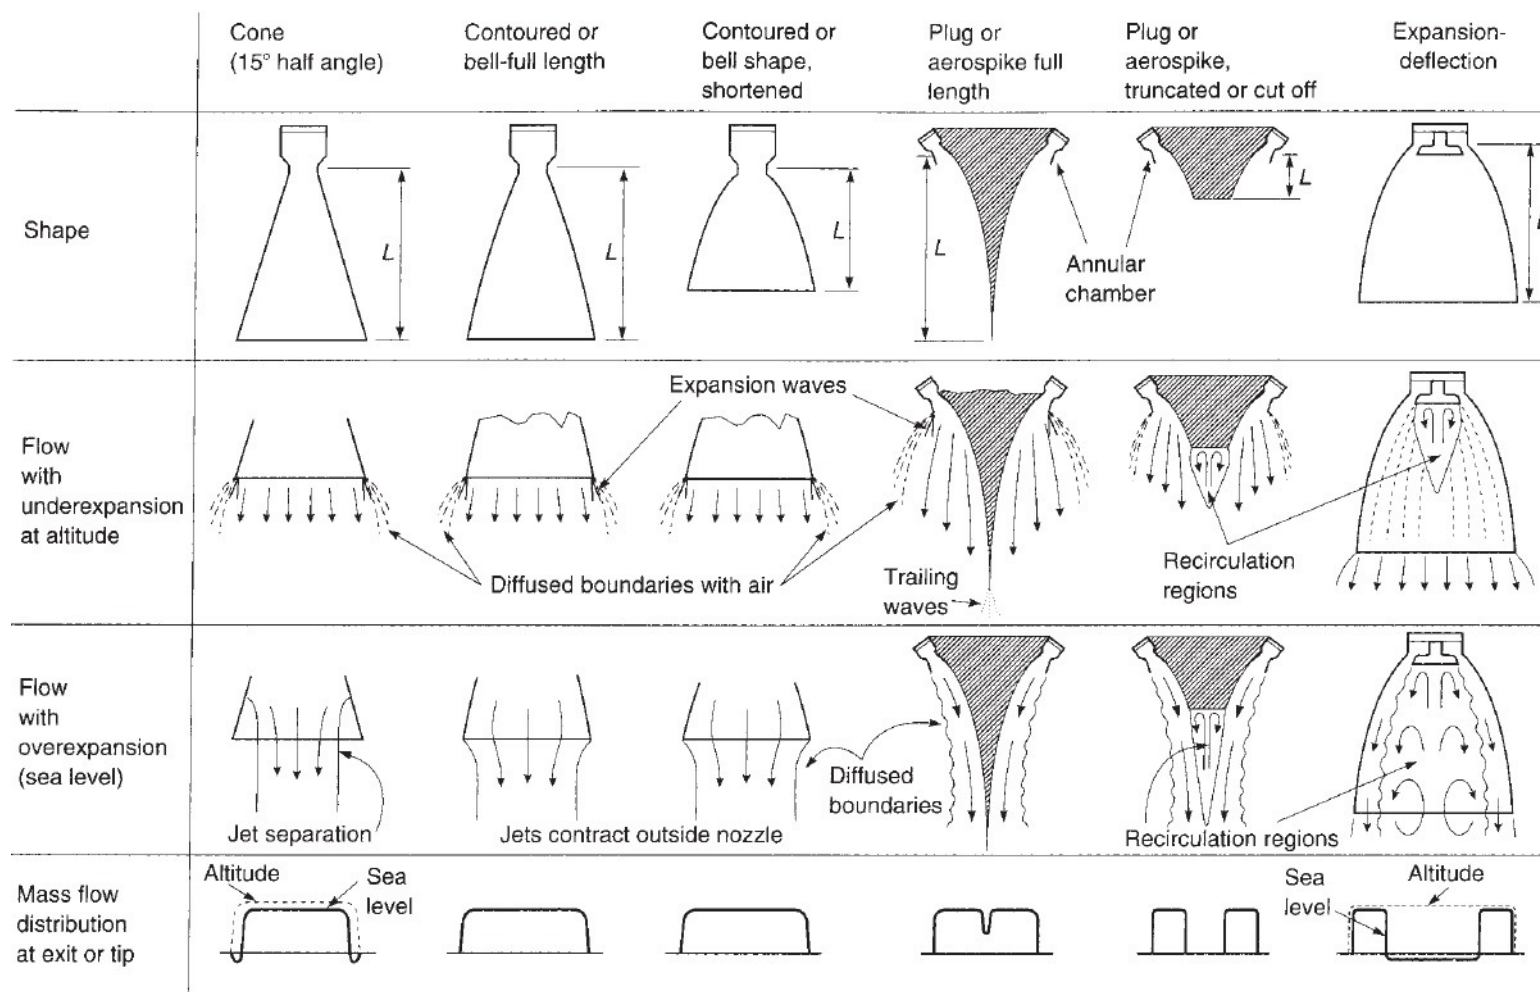 Cone
(15° half angle)
Contoured or
bell-full length
Contoured or
bell shape,
shortened
Plug or
aerospike full
length
Plug or
aerospike,
truncated or cut off
Expansion-
deflection
Shape
L
L
L
L
Annular
chamber
L
L
Flow
with
underexpansion
at altitude
Expansion waves
Diffused boundaries with air
Trailing
waves
Recirculation
regions
Flow
with
overexpansion
(sea level)
Jet separation
Jets contract outside nozzle
Diffused
boundaries
Recirculation regions
Mass flow
distribution
at exit or tip
Altitude
Sea
level
Sea
level
Altitude